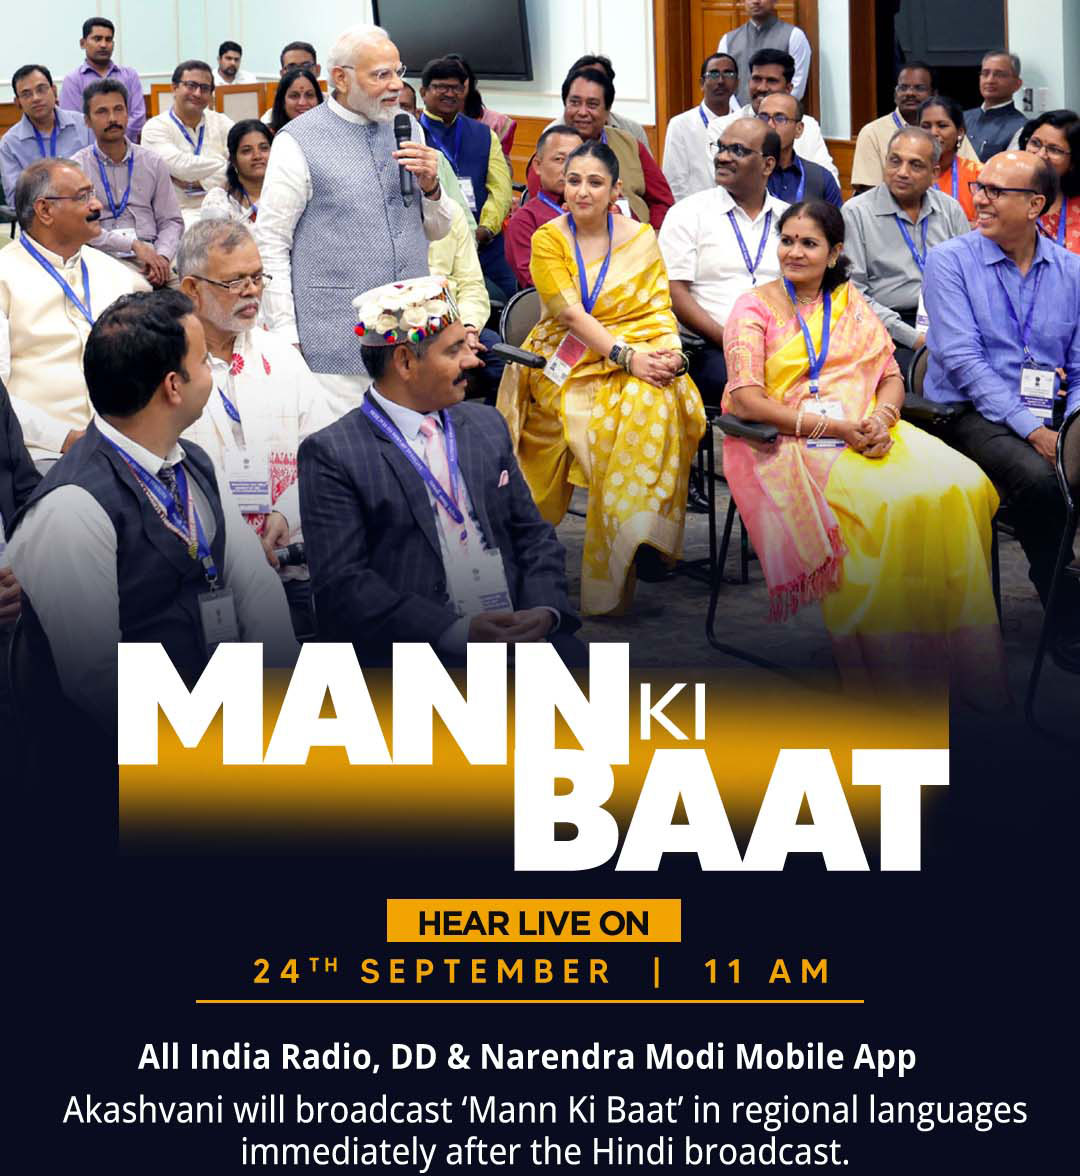 MANN KI
BAAT
HEAR LIVE ON
24TH SEPTEMBER | 11 AM
All India Radio, DD & Narendra Modi Mobile App
Akashvani will broadcast ‘Mann Ki Baat’ in regional languages
immediately after the Hindi broadcast.